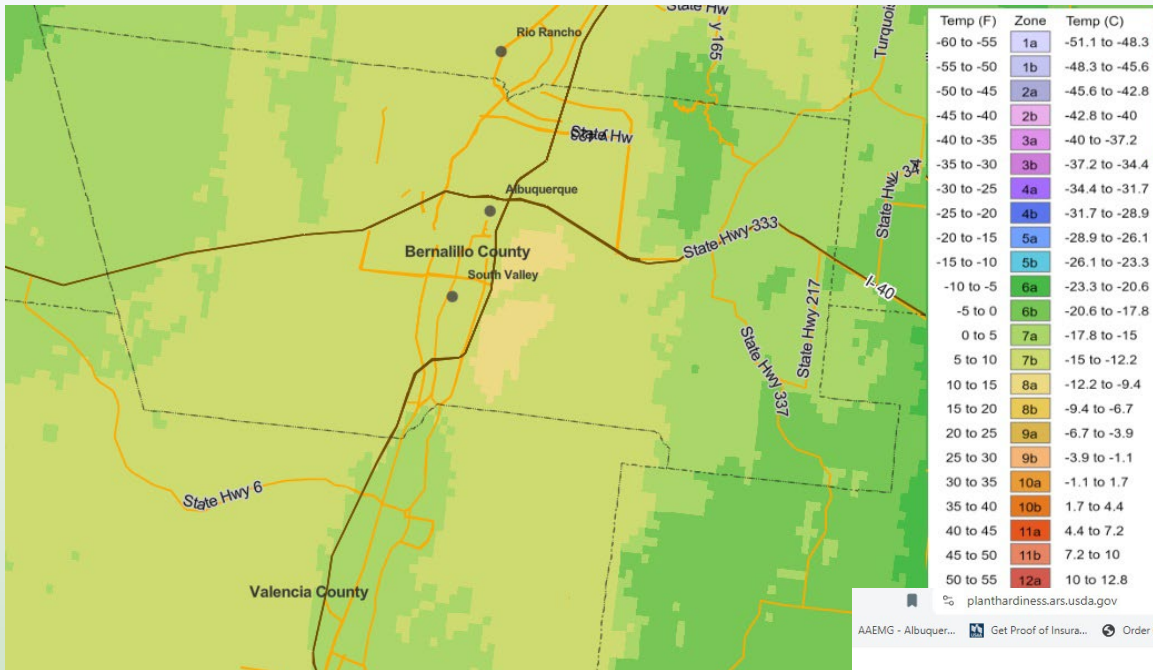 State Hw
y 165
Turquois
Rio Rancho
State Hw
State Hwy 34
Albuquerque
State Hwy 333
Bernalillo County
South Valley
I-40
State Hwy 217
State Hwy 337
State Hwy 6
Valencia County
Temp (F) Zone Temp (C)
-60 to -55 1a -51.1 to -48.3
-55 to -50 1b -48.3 to -45.6
-50 to -45 2a -45.6 to -42.8
-45 to -40 2b -42.8 to -40
-40 to -35 3a -40 to -37.2
-35 to -30 3b -37.2 to -34.4
-30 to -25 4a -34.4 to -31.7
-25 to -20 4b -31.7 to -28.9
-20 to -15 5a -28.9 to -26.1
-15 to -10 5b -26.1 to -23.3
-10 to -5 6a -23.3 to -20.6
-5 to 0 6b -20.6 to -17.8
0 to 5 7a -17.8 to -15
5 to 10 7b -15 to -12.2
10 to 15 8a -12.2 to -9.4
15 to 20 8b -9.4 to -6.7
20 to 25 9a -6.7 to -3.9
25 to 30 9b -3.9 to -1.1
30 to 35 10a -1.1 to 1.7
35 to 40 10b 1.7 to 4.4
40 to 45 11a 4.4 to 7.2
45 to 50 11b 7.2 to 10
50 to 55 12a 10 to 12.8
planthardiness.ars.usda.gov
AAEMG - Albuquer... Get Proof of Insura... Order